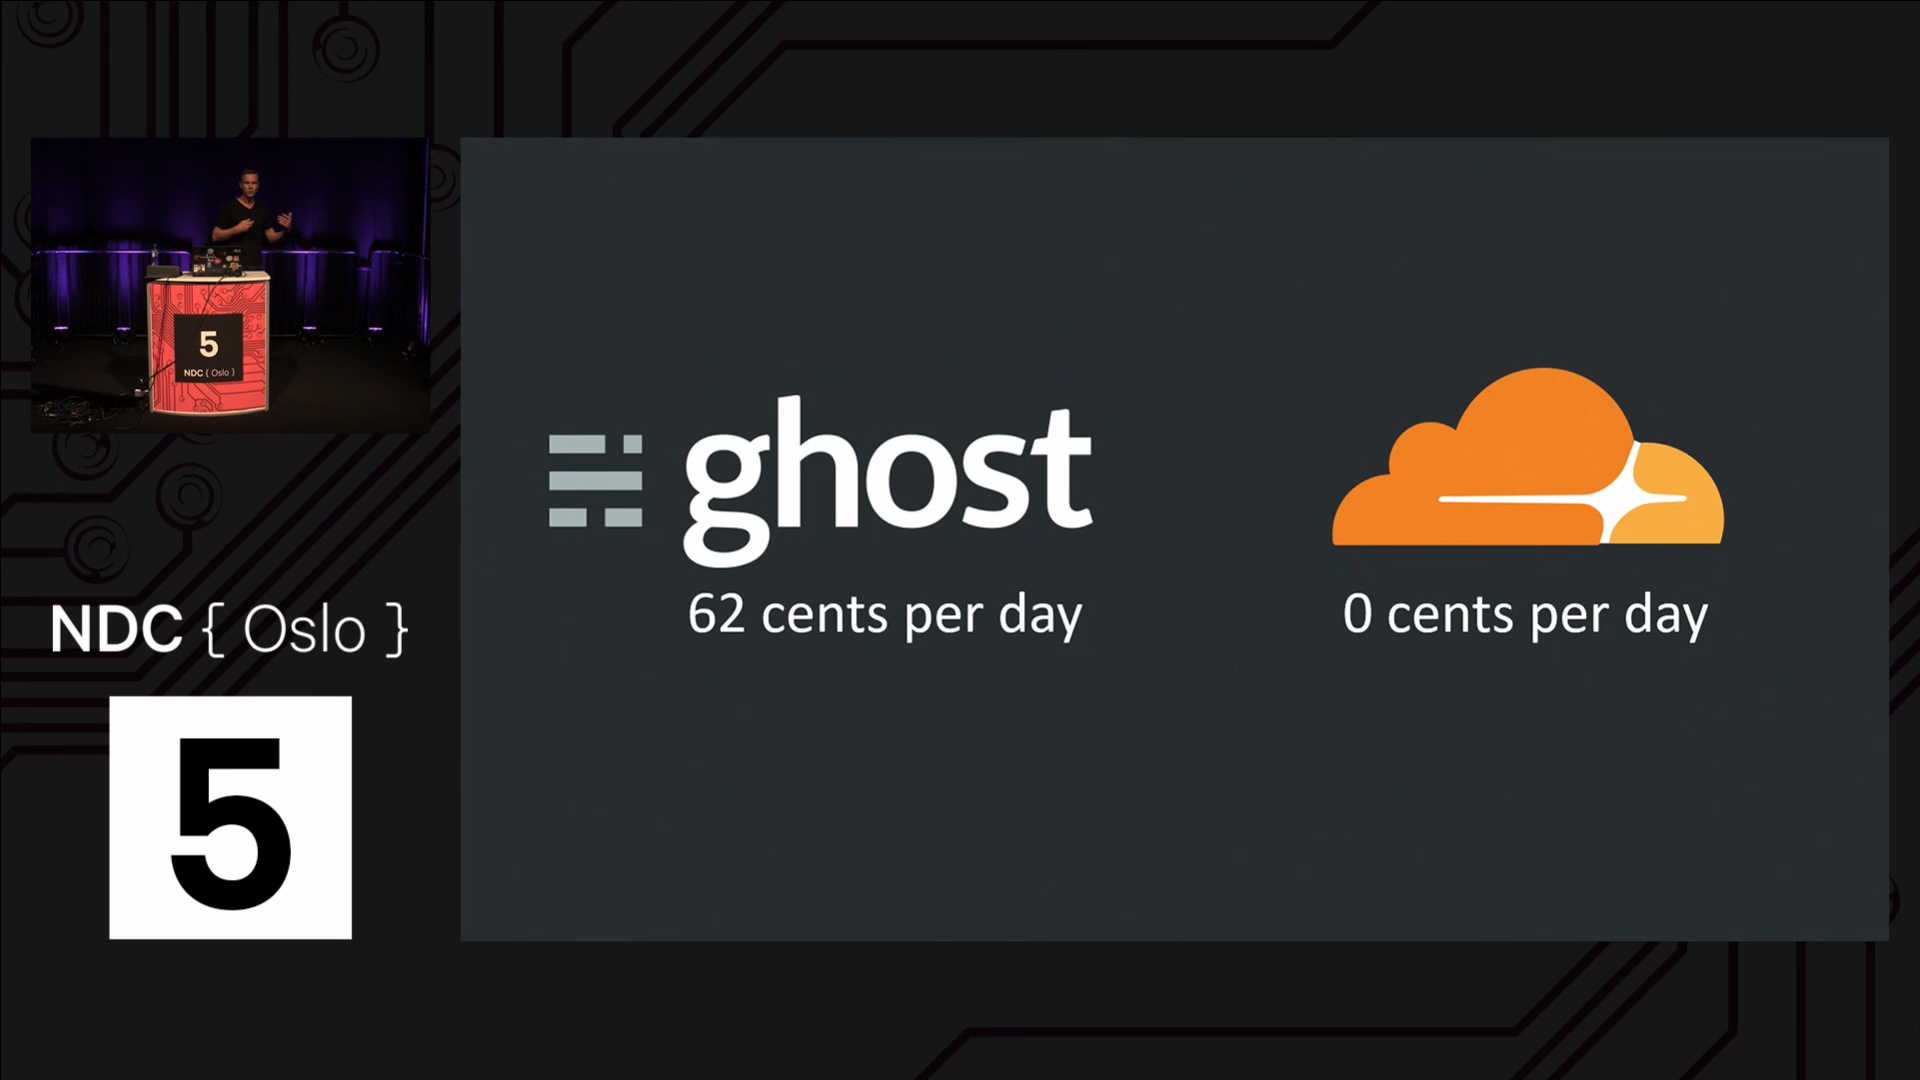 5
NDC { Oslo }
NDC { Oslo }
5
ghost
62 cents per day
0 cents per day